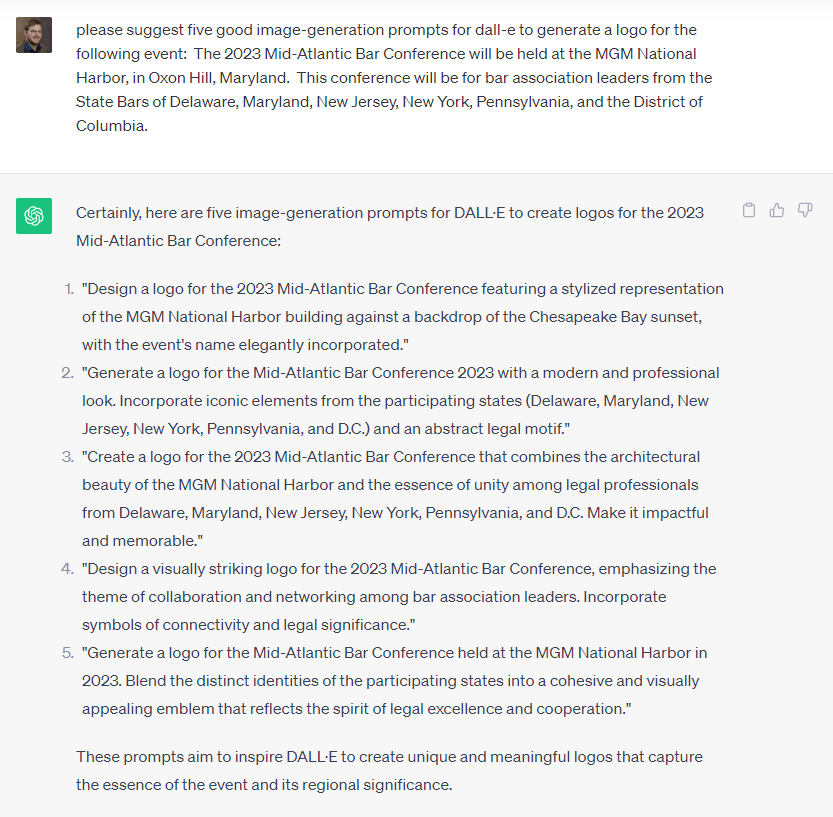 please suggest five good image-generation prompts for dall-e to generate a logo for the
following event:  The 2023 Mid-Atlantic Bar Conference will be held at the MGM National
Harbor, in Oxon Hill, Maryland.  This conference will be for bar association leaders from the
State Bars of Delaware, Maryland, New Jersey, New York, Pennsylvania, and the District of
Columbia.
Certainly, here are five image-generation prompts for DALL·E to create logos for the 2023
Mid-Atlantic Bar Conference:
1. "Design a logo for the 2023 Mid-Atlantic Bar Conference featuring a stylized representation
of the MGM National Harbor building against a backdrop of the Chesapeake Bay sunset,
with the event's name elegantly incorporated."
2. "Generate a logo for the Mid-Atlantic Bar Conference 2023 with a modern and professional
look. Incorporate iconic elements from the participating states (Delaware, Maryland, New
Jersey, New York, Pennsylvania, and D.C.) and an abstract legal motif."
3. "Create a logo for the 2023 Mid-Atlantic Bar Conference that combines the architectural
beauty of the MGM National Harbor and the essence of unity among legal professionals
from Delaware, Maryland, New Jersey, New York, Pennsylvania, and D.C. Make it impactful
and memorable."
4. "Design a visually striking logo for the 2023 Mid-Atlantic Bar Conference, emphasizing the
theme of collaboration and networking among bar association leaders. Incorporate
symbols of connectivity and legal significance."
5. "Generate a logo for the Mid-Atlantic Bar Conference held at the MGM National Harbor in
2023. Blend the distinct identities of the participating states into a cohesive and visually
appealing emblem that reflects the spirit of legal excellence and cooperation."
These prompts aim to inspire DALL·E to create unique and meaningful logos that capture
the essence of the event and its regional significance.